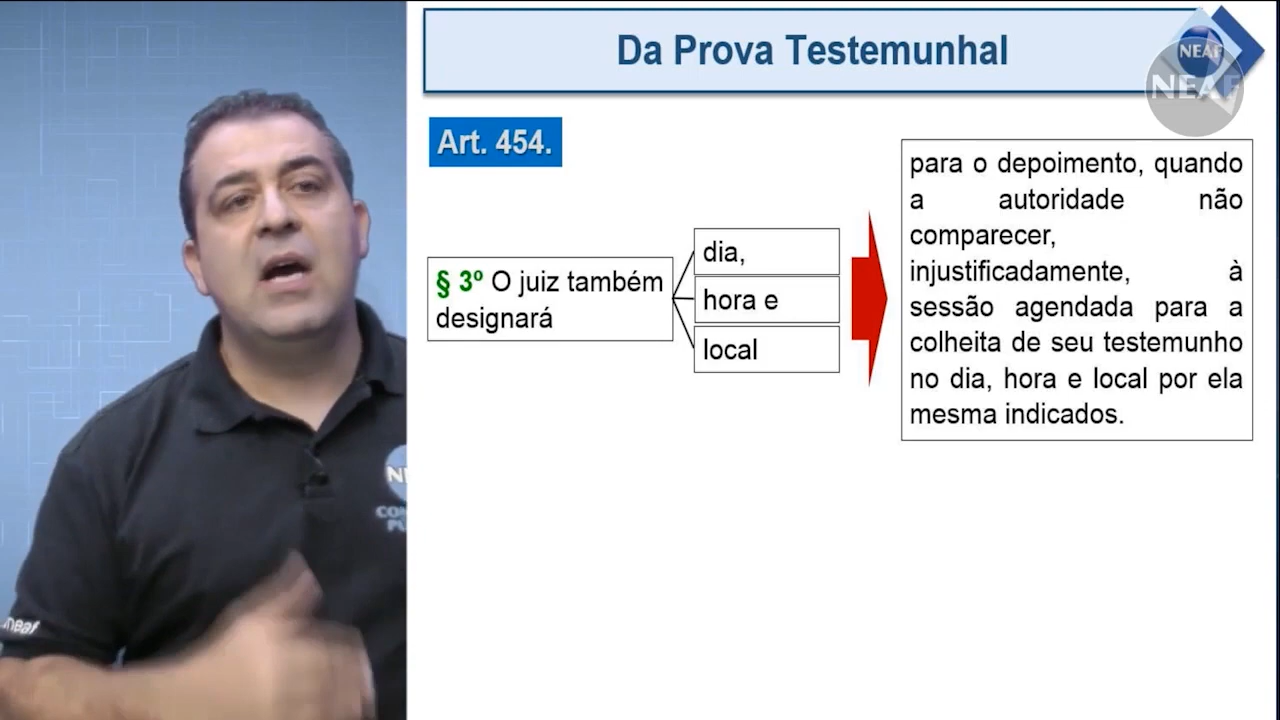 Da Prova Testemunhal
NEAF
NEAF
Art. 454.
§ 3º O juiz também
designará
dia,
hora e
local
para o depoimento, quando
a autoridade não
comparecer,
injustificadamente, à
sessão agendada para a
colheita de seu testemunho
no dia, hora e local por ela
mesma indicados.
neaf